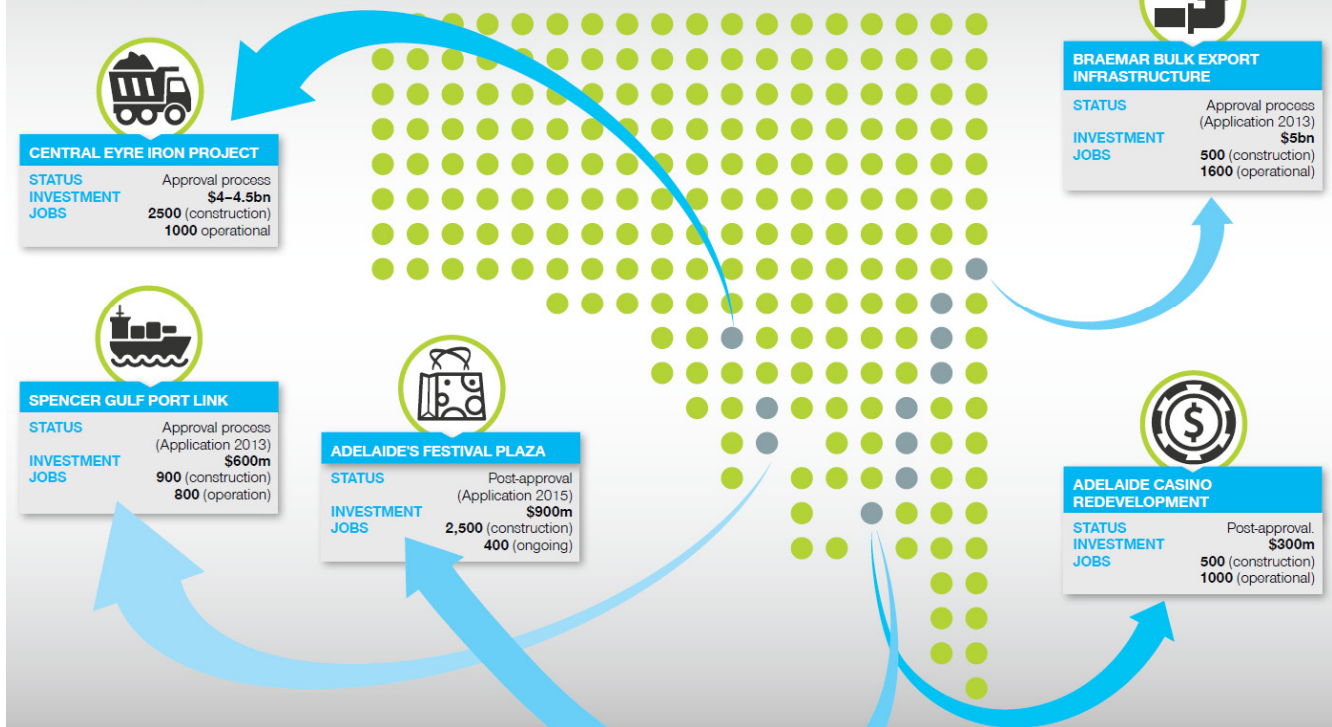 CENTRAL EYRE IRON PROJECT
STATUS Approval process
INVESTMENT $4–4.5bn
JOBS 2500 (construction)
1000 operational
SPENCER GULF PORT LINK
STATUS Approval process
(Application 2013)
INVESTMENT $600m
JOBS 900 (construction)
800 (operation)
ADELAIDE'S FESTIVAL PLAZA
STATUS Post-approval
(Application 2015)
INVESTMENT $900m
JOBS 2,500 (construction)
400 (ongoing)
BRAEMAR BULK EXPORT
INFRASTRUCTURE
STATUS Approval process
(Application 2013)
INVESTMENT $5bn
JOBS 500 (construction)
1600 (operational)
$
ADELAIDE CASINO
REDEVELOPMENT
STATUS Post-approval.
INVESTMENT $300m
JOBS 500 (construction)
1000 (operational)